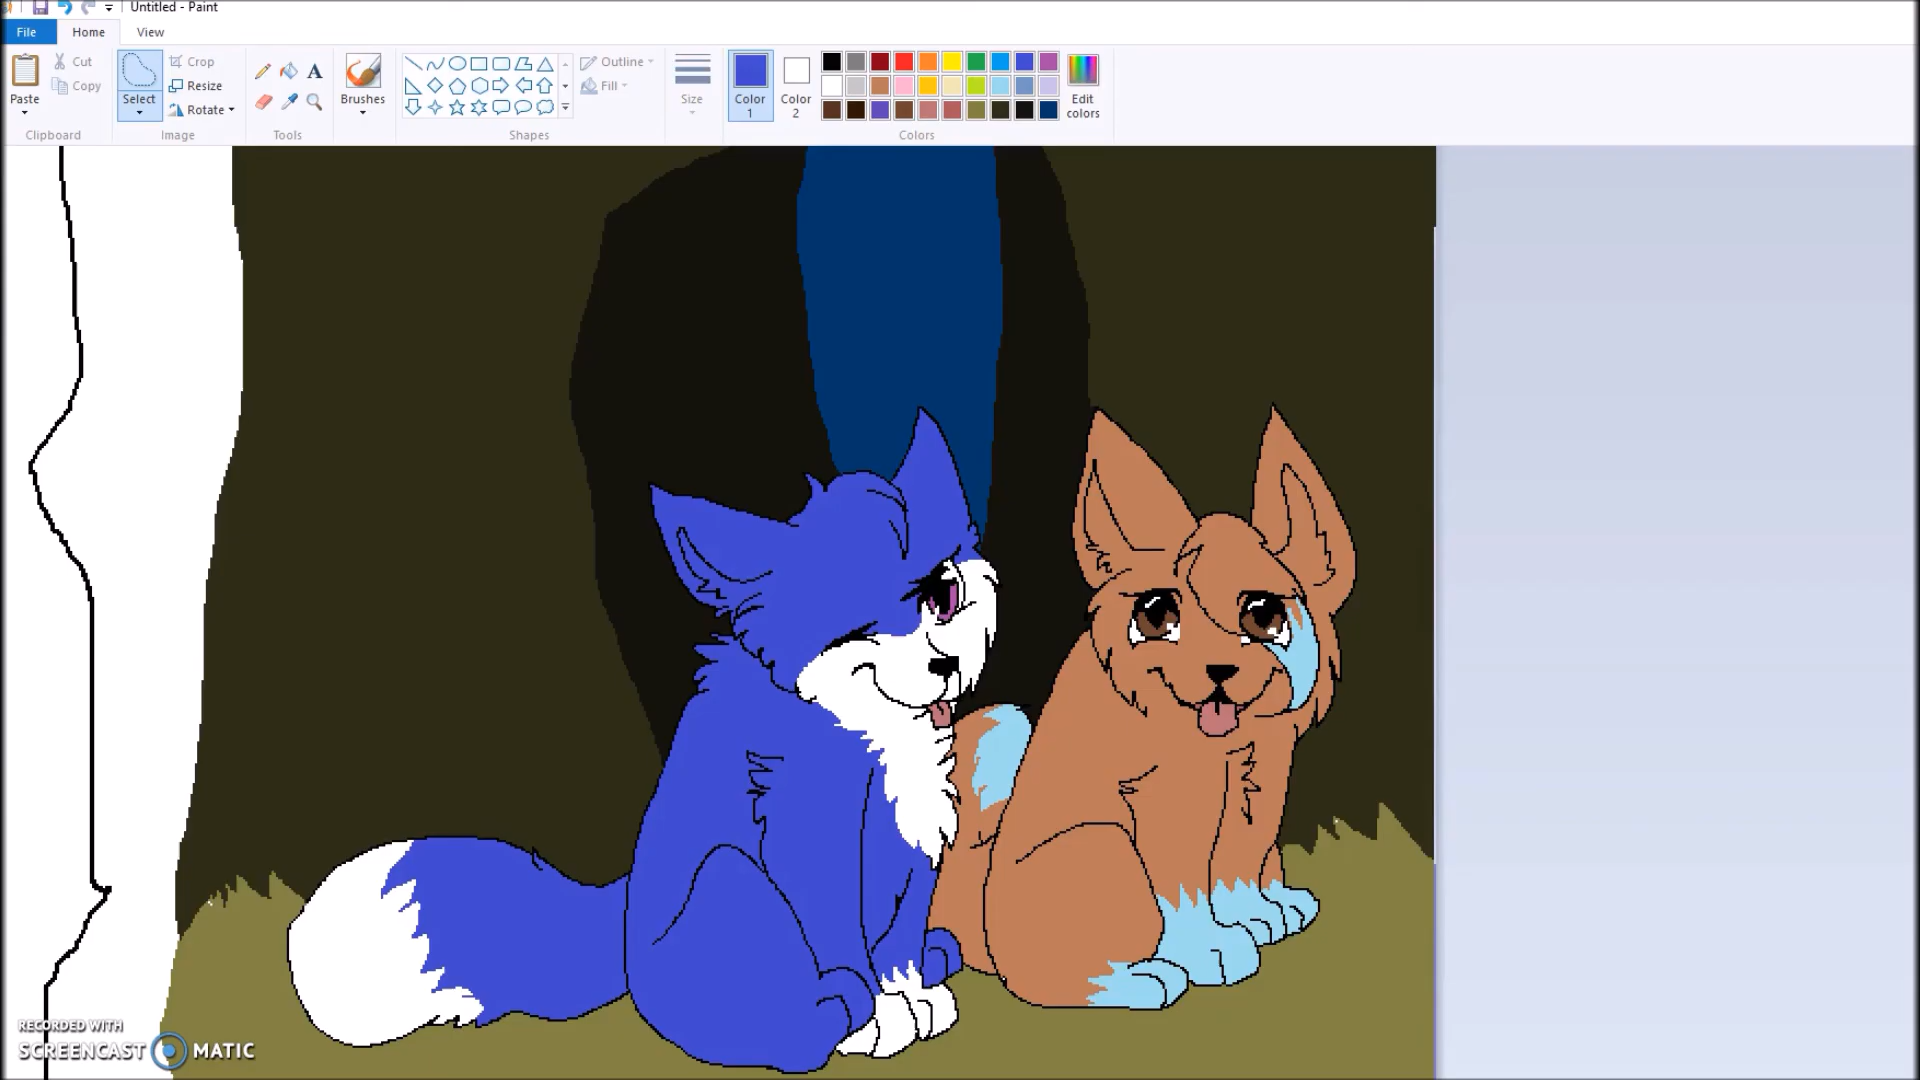 Untitled - Paint
File Home View
Paste
Cut
Copy
Clipboard
Select
Crop
Resize
Rotate
Image
A
Tools
Brushes
Shapes
Outline
Fill
Size
Color 1
Color 2
Edit colors
Colors
RECORDED WITH
SCREENCAST MATIC